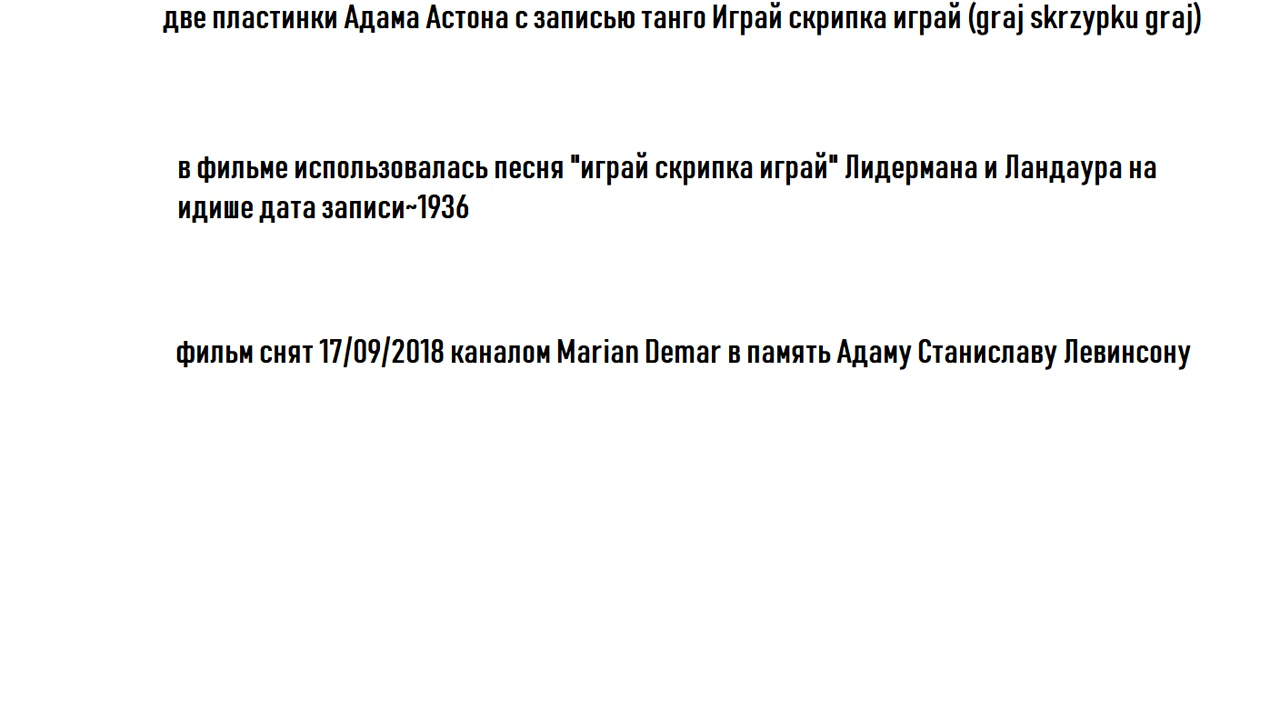 две пластинки Адама Астона с записью танго Играй скрипка играй (graj skrzypku graj)
в фильме использовалась песня "играй скрипка играй" Лидермана и Ландаура на
идише дата записи~1936
фильм снят 17/09/2018 каналом Marian Demar в память Адаму Станиславу Левинсону